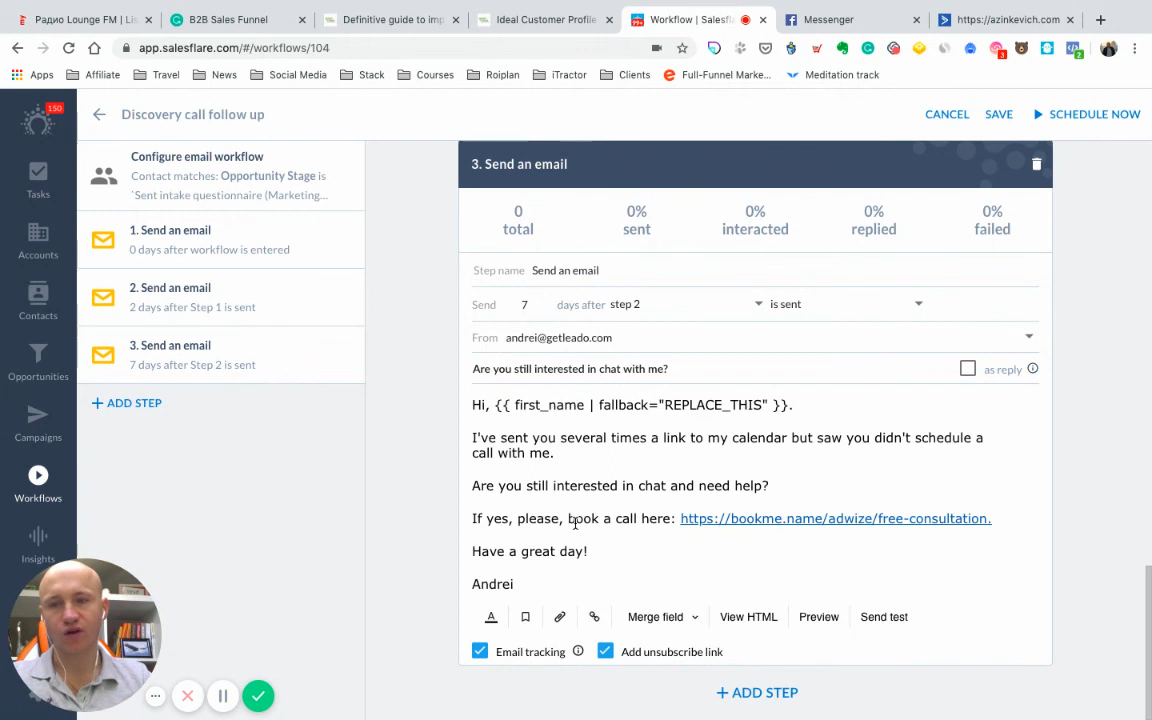 Радио Lounge FM | Li
B2B Sales Funnel
Definitive guide to imp
Ideal Customer Profile
Workflow | Salesfl
Messenger
https://azinkevich.com
app.salesflare.com/#/workflows/104
Apps
Affiliate
Travel
News
Social Media
Stack
Courses
Roiplan
iTractor
Clients
Full-Funnel Marke...
Meditation track
3
2
150
Discovery call follow up
CANCEL
SAVE
SCHEDULE NOW
Tasks
Accounts
Contacts
Opportunities
Campaigns
Workflows
Insights
Configure email workflow
Contact matches: Opportunity Stage is
`Sent intake questionnaire (Marketing...
1. Send an email
0 days after workflow is entered
2. Send an email
2 days after Step 1 is sent
3. Send an email
7 days after Step 2 is sent
+ ADD STEP
3. Send an email
0 0% 0% 0% 0%
total sent interacted replied failed
Step name Send an email
Send 7 days after step 2 is sent
From andrei@getleado.com
Are you still interested in chat with me? as reply
Hi, {{ first_name | fallback="REPLACE_THIS" }}.
I've sent you several times a link to my calendar but saw you didn't schedule a
call with me.
Are you still interested in chat and need help?
If yes, please, book a call here: https://bookme.name/adwize/free-consultation.
Have a great day!
Andrei
A Merge field View HTML Preview Send test
Email tracking Add unsubscribe link
+ ADD STEP